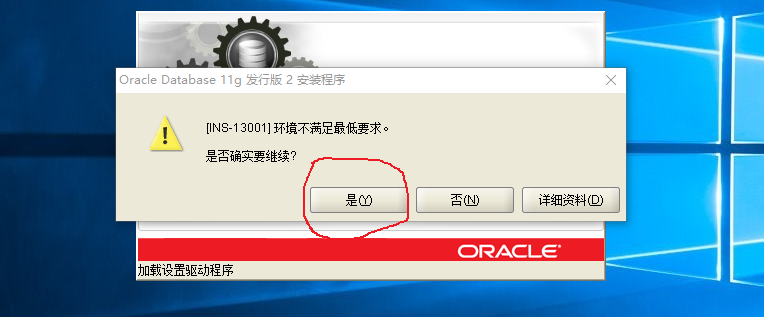 Oracle Database 11g 发行版 2 安装程序
[INS-13001] 环境不满足最低要求。
是否确实要继续?
是(Y)
否(N)
详细资料(D)
ORACLE
加载设置驱动程序